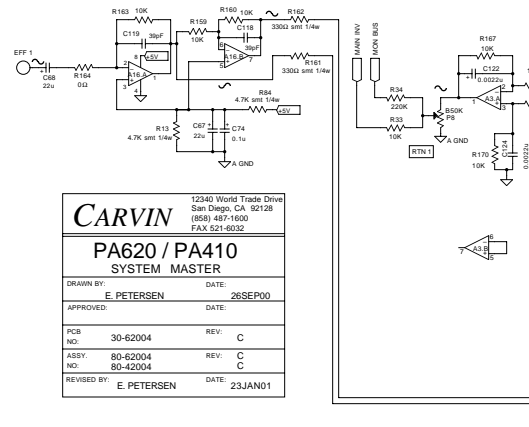 R163 10K
C119 39pF
EFF 1
C68
22u
R164
0Ω
A16.A
+5V
R159
10K
R160 10K
C118
39pF
A16.B
R162
330Ω smt 1/4w
R161
330Ω smt 1/4w
R84
4.7K smt 1/4w
+5V
R13
4.7K smt 1/4w
C67
22u
C74
0.1u
A GND
MAIN INV
MON BUS
R34
220K
R33
10K
B50K
P8
A GND
RTN 1
R167
10K
C122
0.0022u
A3.A
R170
10K
C124
0.0022u
A3.B
CARVIN
12340 World Trade Drive
San Diego, CA 92128
(858) 487-1600
FAX 521-6032
PA620 / PA410
SYSTEM MASTER
DRAWN BY: DATE:
E. PETERSEN 26SEP00
APPROVED: DATE:
PCB NO: 30-62004 REV: C
ASSY. 80-62004 REV: C
NO: 80-42004 C
REVISED BY: E. PETERSEN DATE: 23JAN01